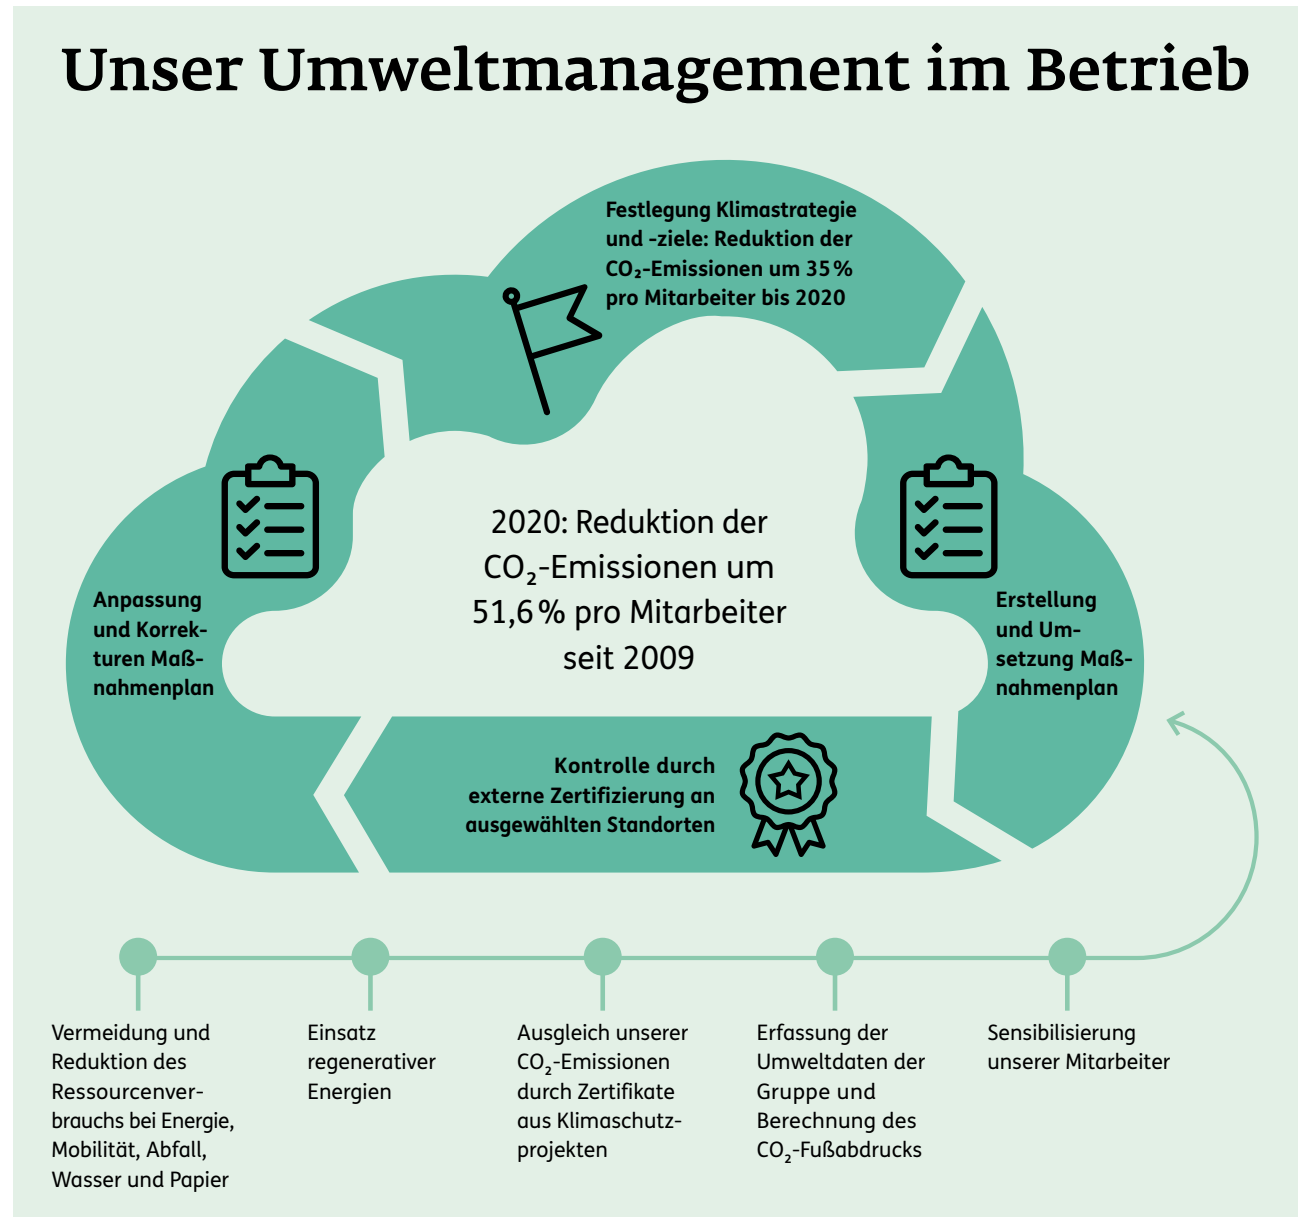 Unser Umweltmanagement im Betrieb
Festlegung Klimastrategie
und -ziele: Reduktion der
CO₂-Emissionen um 35 %
pro Mitarbeiter bis 2020
2020: Reduktion der
CO₂-Emissionen um
51,6 % pro Mitarbeiter
seit 2009
Anpassung
und Korrek-
turen Maß-
nahmenplan
Erstellung
und Um-
setzung Maß-
nahmenplan
Kontrolle durch
externe Zertifizierung an
ausgewählten Standorten
Vermeidung und
Reduktion des
Ressourcenver-
brauchs bei Energie,
Mobilität, Abfall,
Wasser und Papier
Einsatz
regenerativer
Energien
Ausgleich unserer
CO₂-Emissionen
durch Zertifikate
aus Klimaschutz-
projekten
Erfassung der
Umweltdaten der
Gruppe und
Berechnung des
CO₂-Fußabdrucks
Sensibilisierung
unserer Mitarbeiter